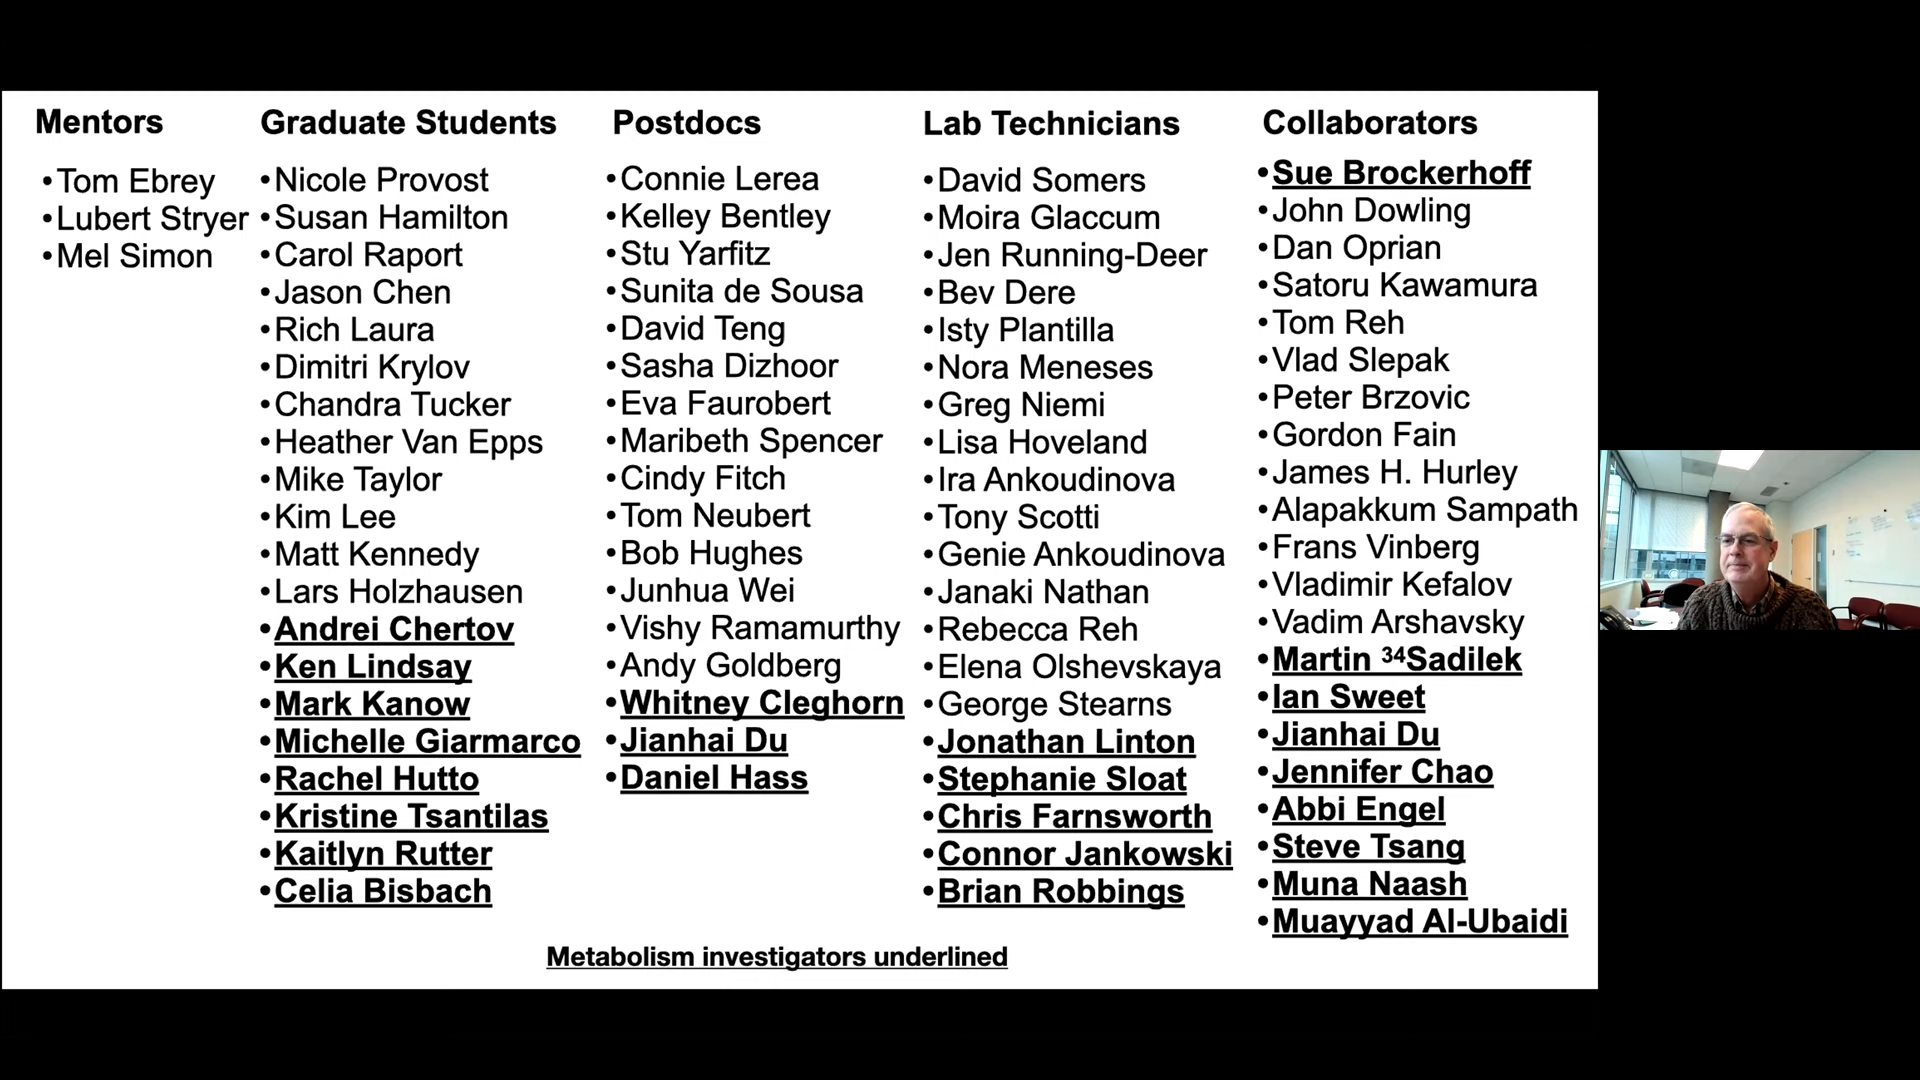 Mentors
•Tom Ebrey
•Lubert Stryer
•Mel Simon
Graduate Students
•Nicole Provost
•Susan Hamilton
•Carol Raport
•Jason Chen
•Rich Laura
•Dimitri Krylov
•Chandra Tucker
•Heather Van Epps
•Mike Taylor
•Kim Lee
•Matt Kennedy
•Lars Holzhausen
•Andrei Chertov
•Ken Lindsay
•Mark Kanow
•Michelle Giarmarco
•Rachel Hutto
•Kristine Tsantilas
•Kaitlyn Rutter
•Celia Bisbach
Postdocs
•Connie Lerea
•Kelley Bentley
•Stu Yarfitz
•Sunita de Sousa
•David Teng
•Sasha Dizhoor
•Eva Faurobert
•Maribeth Spencer
•Cindy Fitch
•Tom Neubert
•Bob Hughes
•Junhua Wei
•Vishy Ramamurthy
•Andy Goldberg
•Whitney Cleghorn
•Jianhai Du
•Daniel Hass
Lab Technicians
•David Somers
•Moira Glaccum
•Jen Running-Deer
•Bev Dere
•Isty Plantilla
•Nora Meneses
•Greg Niemi
•Lisa Hoveland
•Ira Ankoudinova
•Tony Scotti
•Genie Ankoudinova
•Janaki Nathan
•Rebecca Reh
•Elena Olshevskaya
•George Stearns
•Jonathan Linton
•Stephanie Sloat
•Chris Farnsworth
•Connor Jankowski
•Brian Robbings
Collaborators
•Sue Brockerhoff
•John Dowling
•Dan Oprian
•Satoru Kawamura
•Tom Reh
•Vlad Slepak
•Peter Brzovic
•Gordon Fain
•James H. Hurley
•Alapakkum Sampath
•Frans Vinberg
•Vladimir Kefalov
•Vadim Arshavsky
•Martin ³⁴Sadilek
•Ian Sweet
•Jianhai Du
•Jennifer Chao
•Abbi Engel
•Steve Tsang
•Muna Naash
•Muayyad Al-Ubaidi
Metabolism investigators underlined